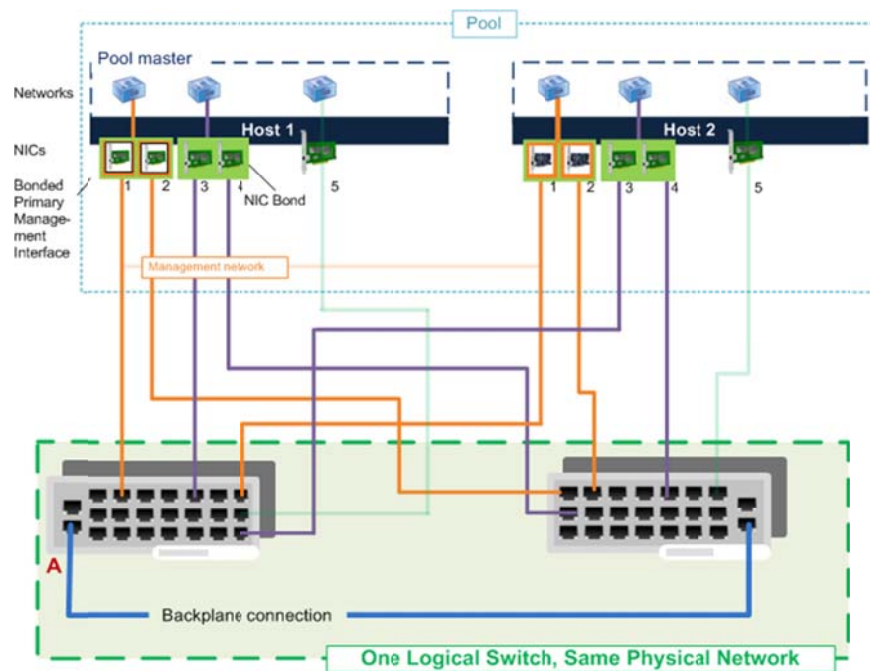 Pool
Pool master
Networks
Host 1
Host 2
NICs
1
2
3
4
5
1
2
3
4
5
NIC Bond
Bonded
Primary
Manage-
ment
Interface
Management network
A
Backplane connection
One Logical Switch, Same Physical Network